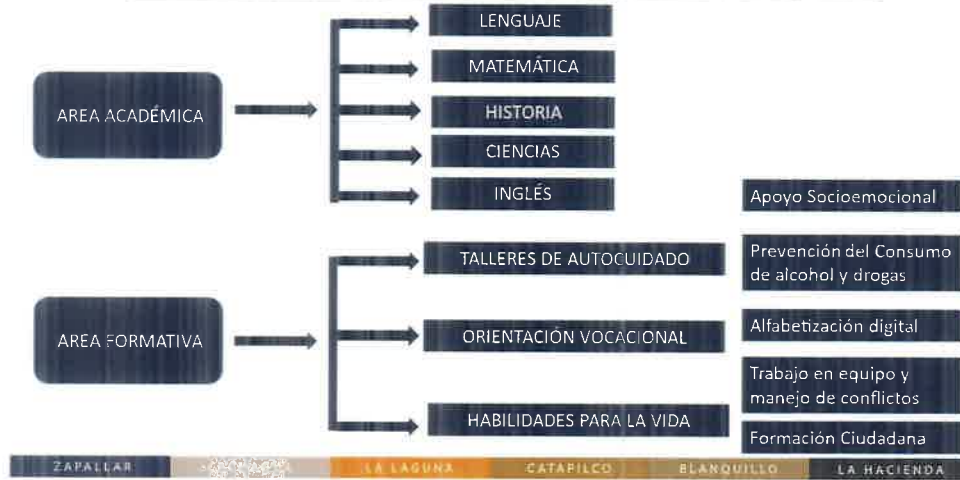 AREA ACADÉMICA
LENGUAJE
MATEMÁTICA
HISTORIA
CIENCIAS
INGLÉS
AREA FORMATIVA
TALLERES DE AUTOCUIDADO
ORIENTACIÓN VOCACIONAL
HABILIDADES PARA LA VIDA
Apoyo Socioemocional
Prevención del Consumo
de alcohol y drogas
Alfabetización digital
Trabajo en equipo y
manejo de conflictos
Formación Ciudadana
ZAPALLAR
LA LAGUNA
CATAPILCO
BLANQUILLO
LA HACIENDA